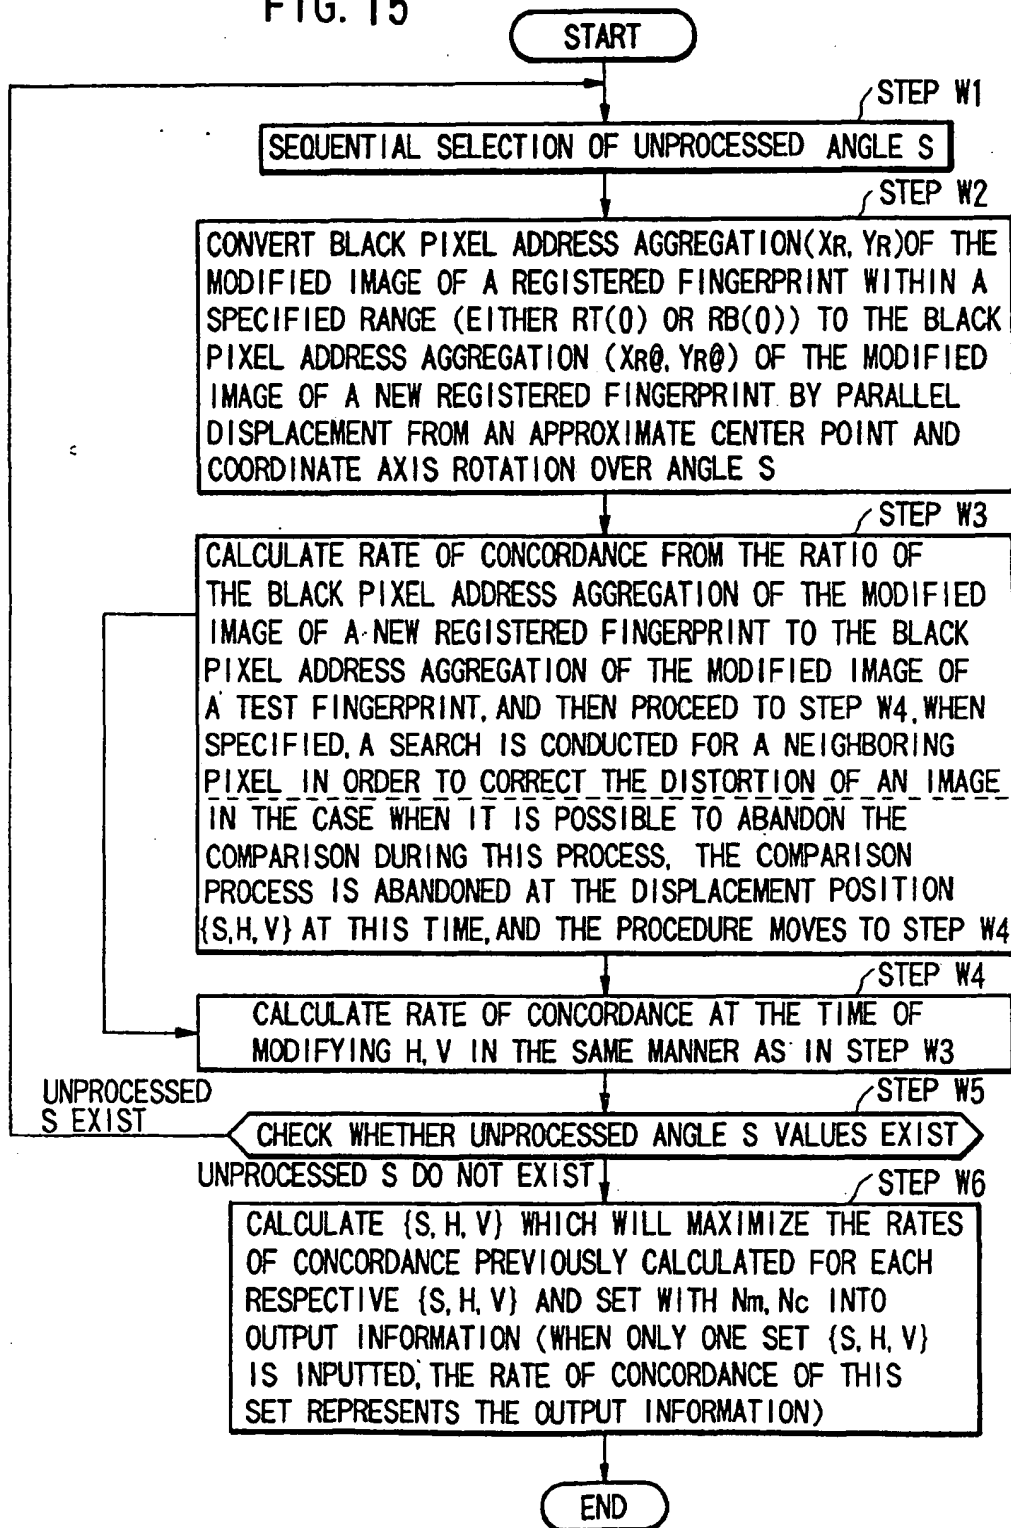 FIG. 15
START
STEP W1
SEQUENTIAL SELECTION OF UNPROCESSED ANGLE S
STEP W2
CONVERT BLACK PIXEL ADDRESS AGGREGATION(XR, YR)OF THE
MODIFIED IMAGE OF A REGISTERED FINGERPRINT WITHIN A
SPECIFIED RANGE (EITHER RT() OR RB()) TO THE BLACK
PIXEL ADDRESS AGGREGATION (XR@, YR@) OF THE MODIFIED
IMAGE OF A NEW REGISTERED FINGERPRINT BY PARALLEL
DISPLACEMENT FROM AN APPROXIMATE CENTER POINT AND
COORDINATE AXIS ROTATION OVER ANGLE S
STEP W3
CALCULATE RATE OF CONCORDANCE FROM THE RATIO OF
THE BLACK PIXEL ADDRESS AGGREGATION OF THE MODIFIED
IMAGE OF A NEW REGISTERED FINGERPRINT TO THE BLACK
PIXEL ADDRESS AGGREGATION OF THE MODIFIED IMAGE OF
A TEST FINGERPRINT, AND THEN PROCEED TO STEP W4, WHEN
SPECIFIED, A SEARCH IS CONDUCTED FOR A NEIGHBORING
PIXEL IN ORDER TO CORRECT THE DISTORTION OF AN IMAGE
IN THE CASE WHEN IT IS POSSIBLE TO ABANDON THE
COMPARISON DURING THIS PROCESS, THE COMPARISON
PROCESS IS ABANDONED AT THE DISPLACEMENT POSITION
{S, H, V} AT THIS TIME, AND THE PROCEDURE MOVES TO STEP W4
STEP W4
CALCULATE RATE OF CONCORDANCE AT THE TIME OF
MODIFYING H, V IN THE SAME MANNER AS IN STEP W3
STEP W5
UNPROCESSED
S EXIST
CHECK WHETHER UNPROCESSED ANGLE S VALUES EXIST
UNPROCESSED S DO NOT EXIST
STEP W6
CALCULATE {S, H, V} WHICH WILL MAXIMIZE THE RATES
OF CONCORDANCE PREVIOUSLY CALCULATED FOR EACH
RESPECTIVE {S, H, V} AND SET WITH Nm, Nc INTO
OUTPUT INFORMATION (WHEN ONLY ONE SET {S, H, V}
IS INPUTTED, THE RATE OF CONCORDANCE OF THIS
SET REPRESENTS THE OUTPUT INFORMATION)
END